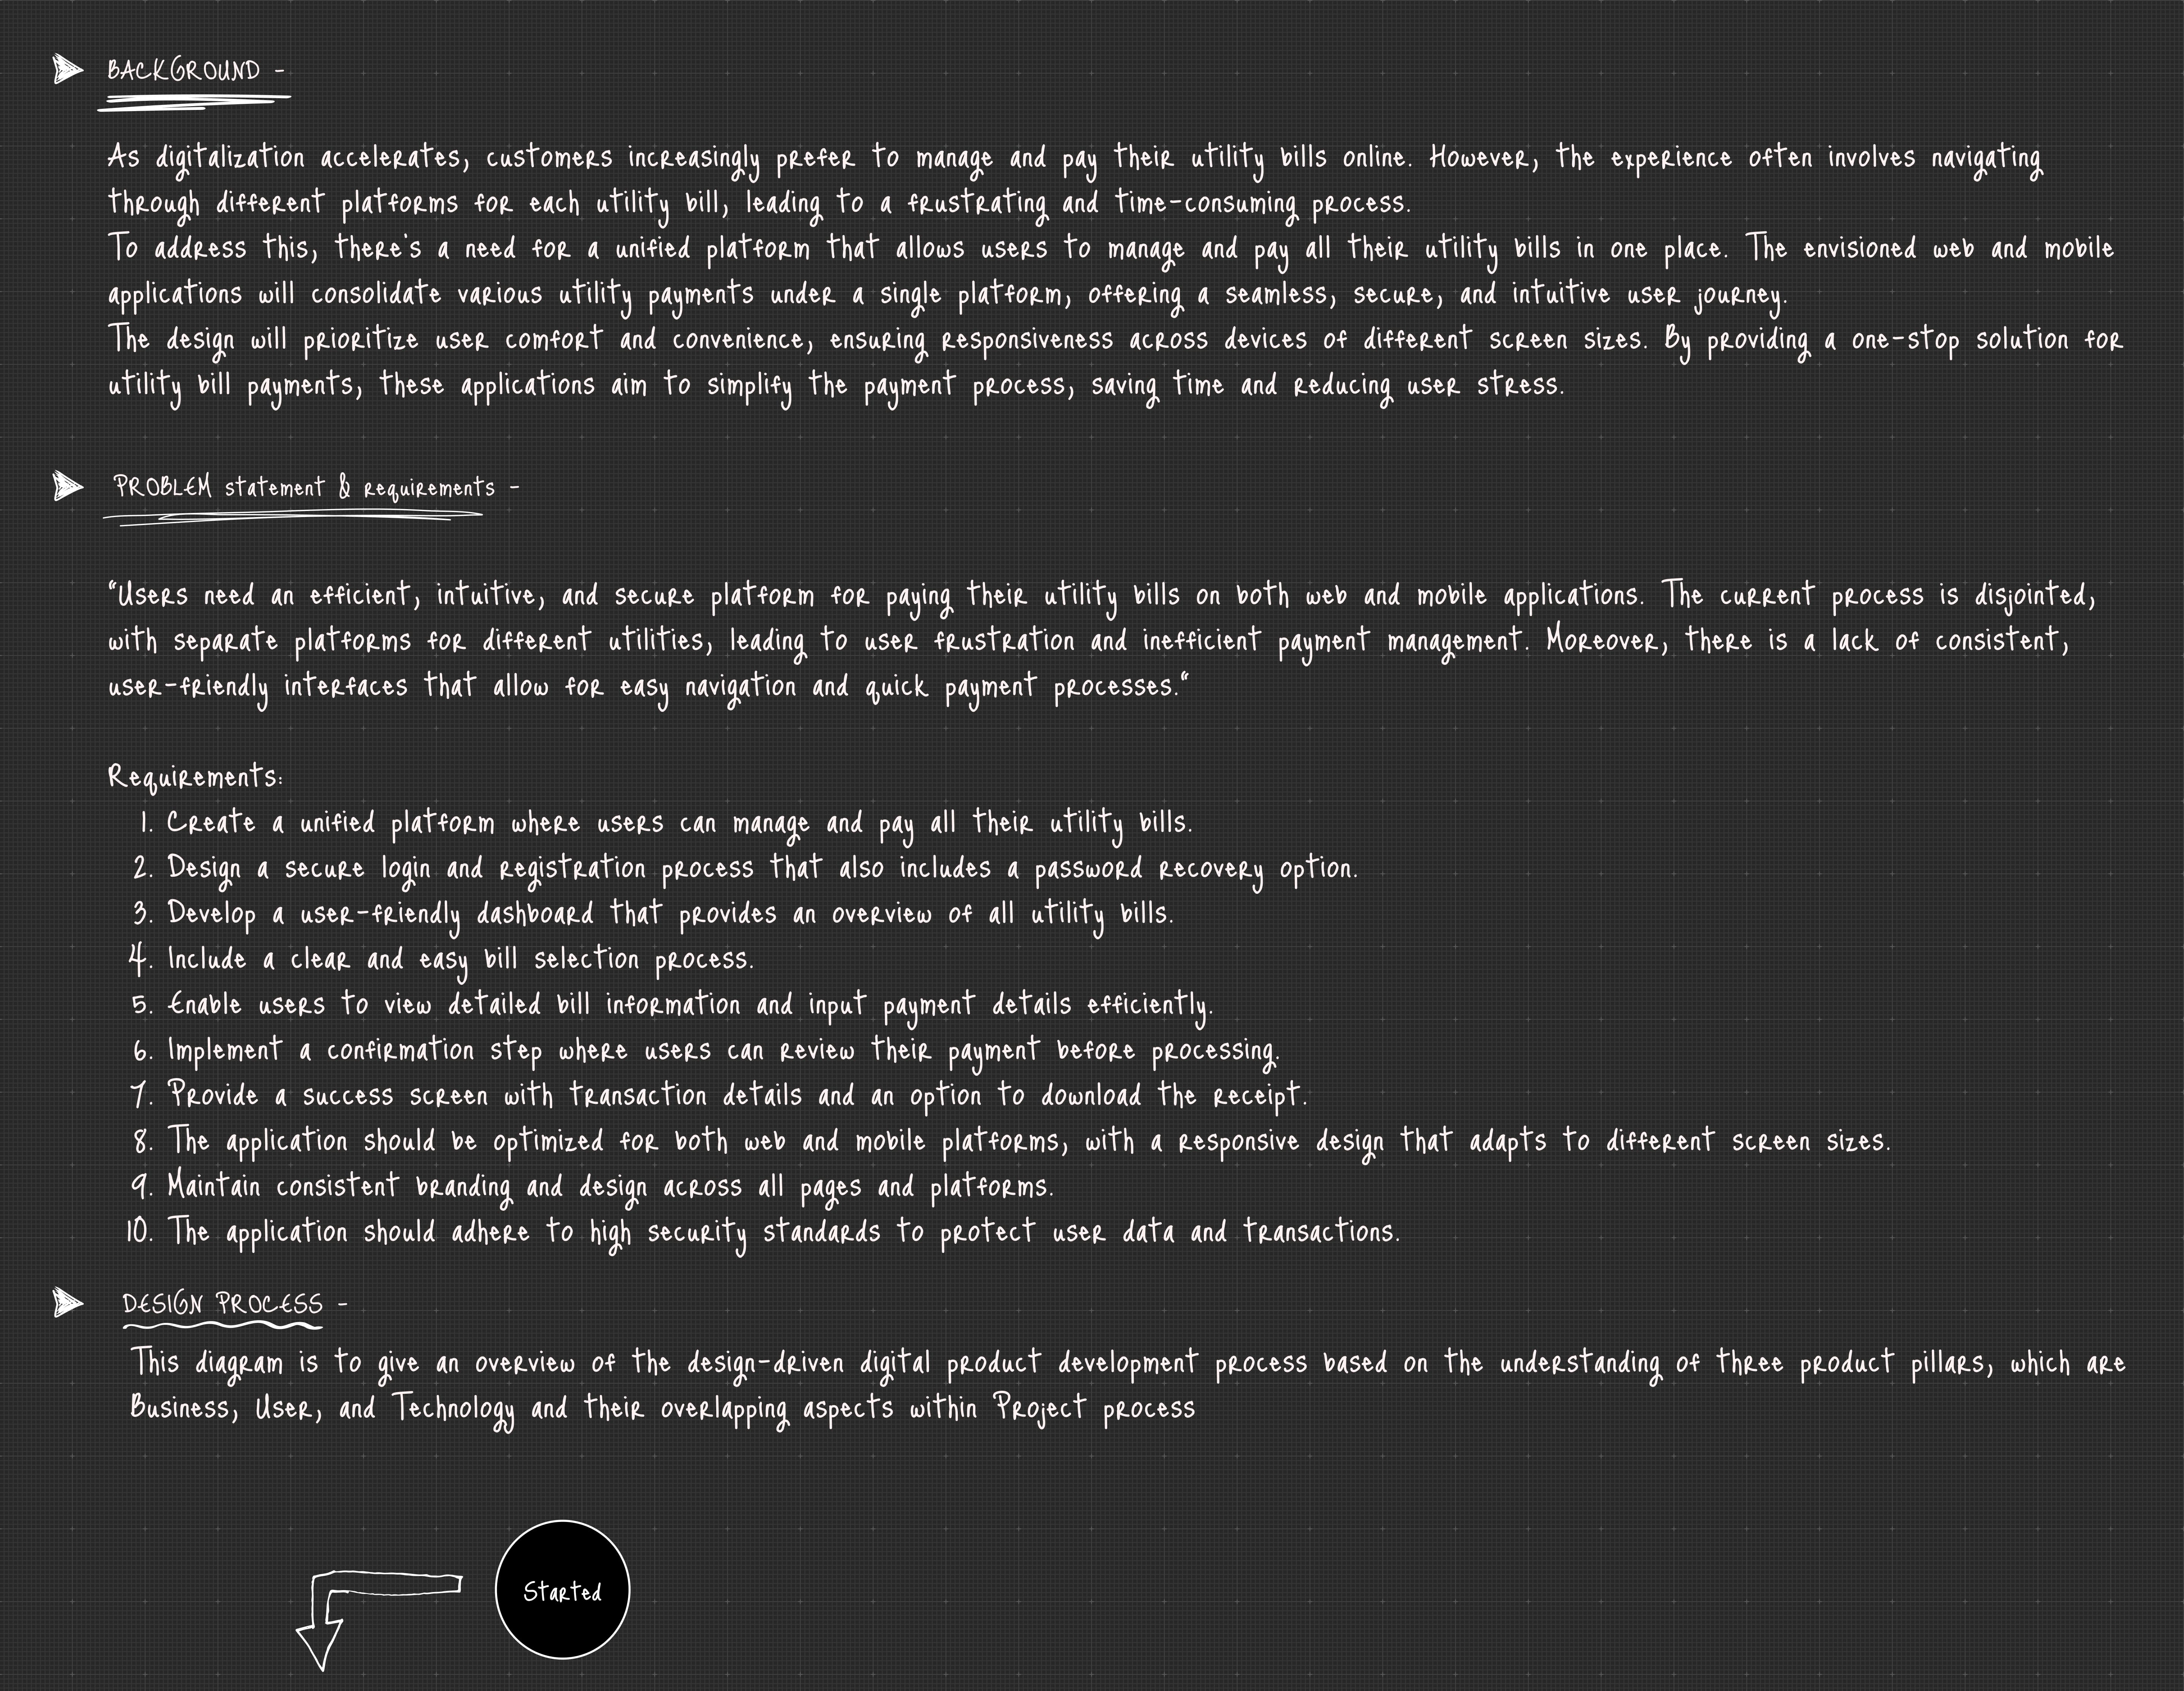 BACKGROUND -
As digitalization accelerates, customers increasingly prefer to manage and pay their utility bills online. However, the experience often involves navigating
through different platforms for each utility bill, leading to a frustrating and time-consuming process.
To address this, there's a need for a unified platform that allows users to manage and pay all their utility bills in one place. The envisioned web and mobile
applications will consolidate various utility payments under a single platform, offering a seamless, secure, and intuitive user journey.
The design will prioritize user comfort and convenience, ensuring responsiveness across devices of different screen sizes. By providing a one-stop solution for
utility bill payments, these applications aim to simplify the payment process, saving time and reducing user stress.
PROBLEM statement & requirements -
“Users need an efficient, intuitive, and secure platform for paying their utility bills on both web and mobile applications. The current process is disjointed,
with separate platforms for different utilities, leading to user frustration and inefficient payment management. Moreover, there is a lack of consistent,
user-friendly interfaces that allow for easy navigation and quick payment processes.“
Requirements:
1. Create a unified platform where users can manage and pay all their utility bills.
2. Design a secure login and registration process that also includes a password recovery option.
3. Develop a user-friendly dashboard that provides an overview of all utility bills.
4. Include a clear and easy bill selection process.
5. Enable users to view detailed bill information and input payment details efficiently.
6. Implement a confirmation step where users can review their payment before processing.
7. Provide a success screen with transaction details and an option to download the receipt.
8. The application should be optimized for both web and mobile platforms, with a responsive design that adapts to different screen sizes.
9. Maintain consistent branding and design across all pages and platforms.
10. The application should adhere to high security standards to protect user data and transactions.
DESIGN PROCESS -
This diagram is to give an overview of the design-driven digital product development process based on the understanding of three product pillars, which are
Business, User, and Technology and their overlapping aspects within Project process
Started